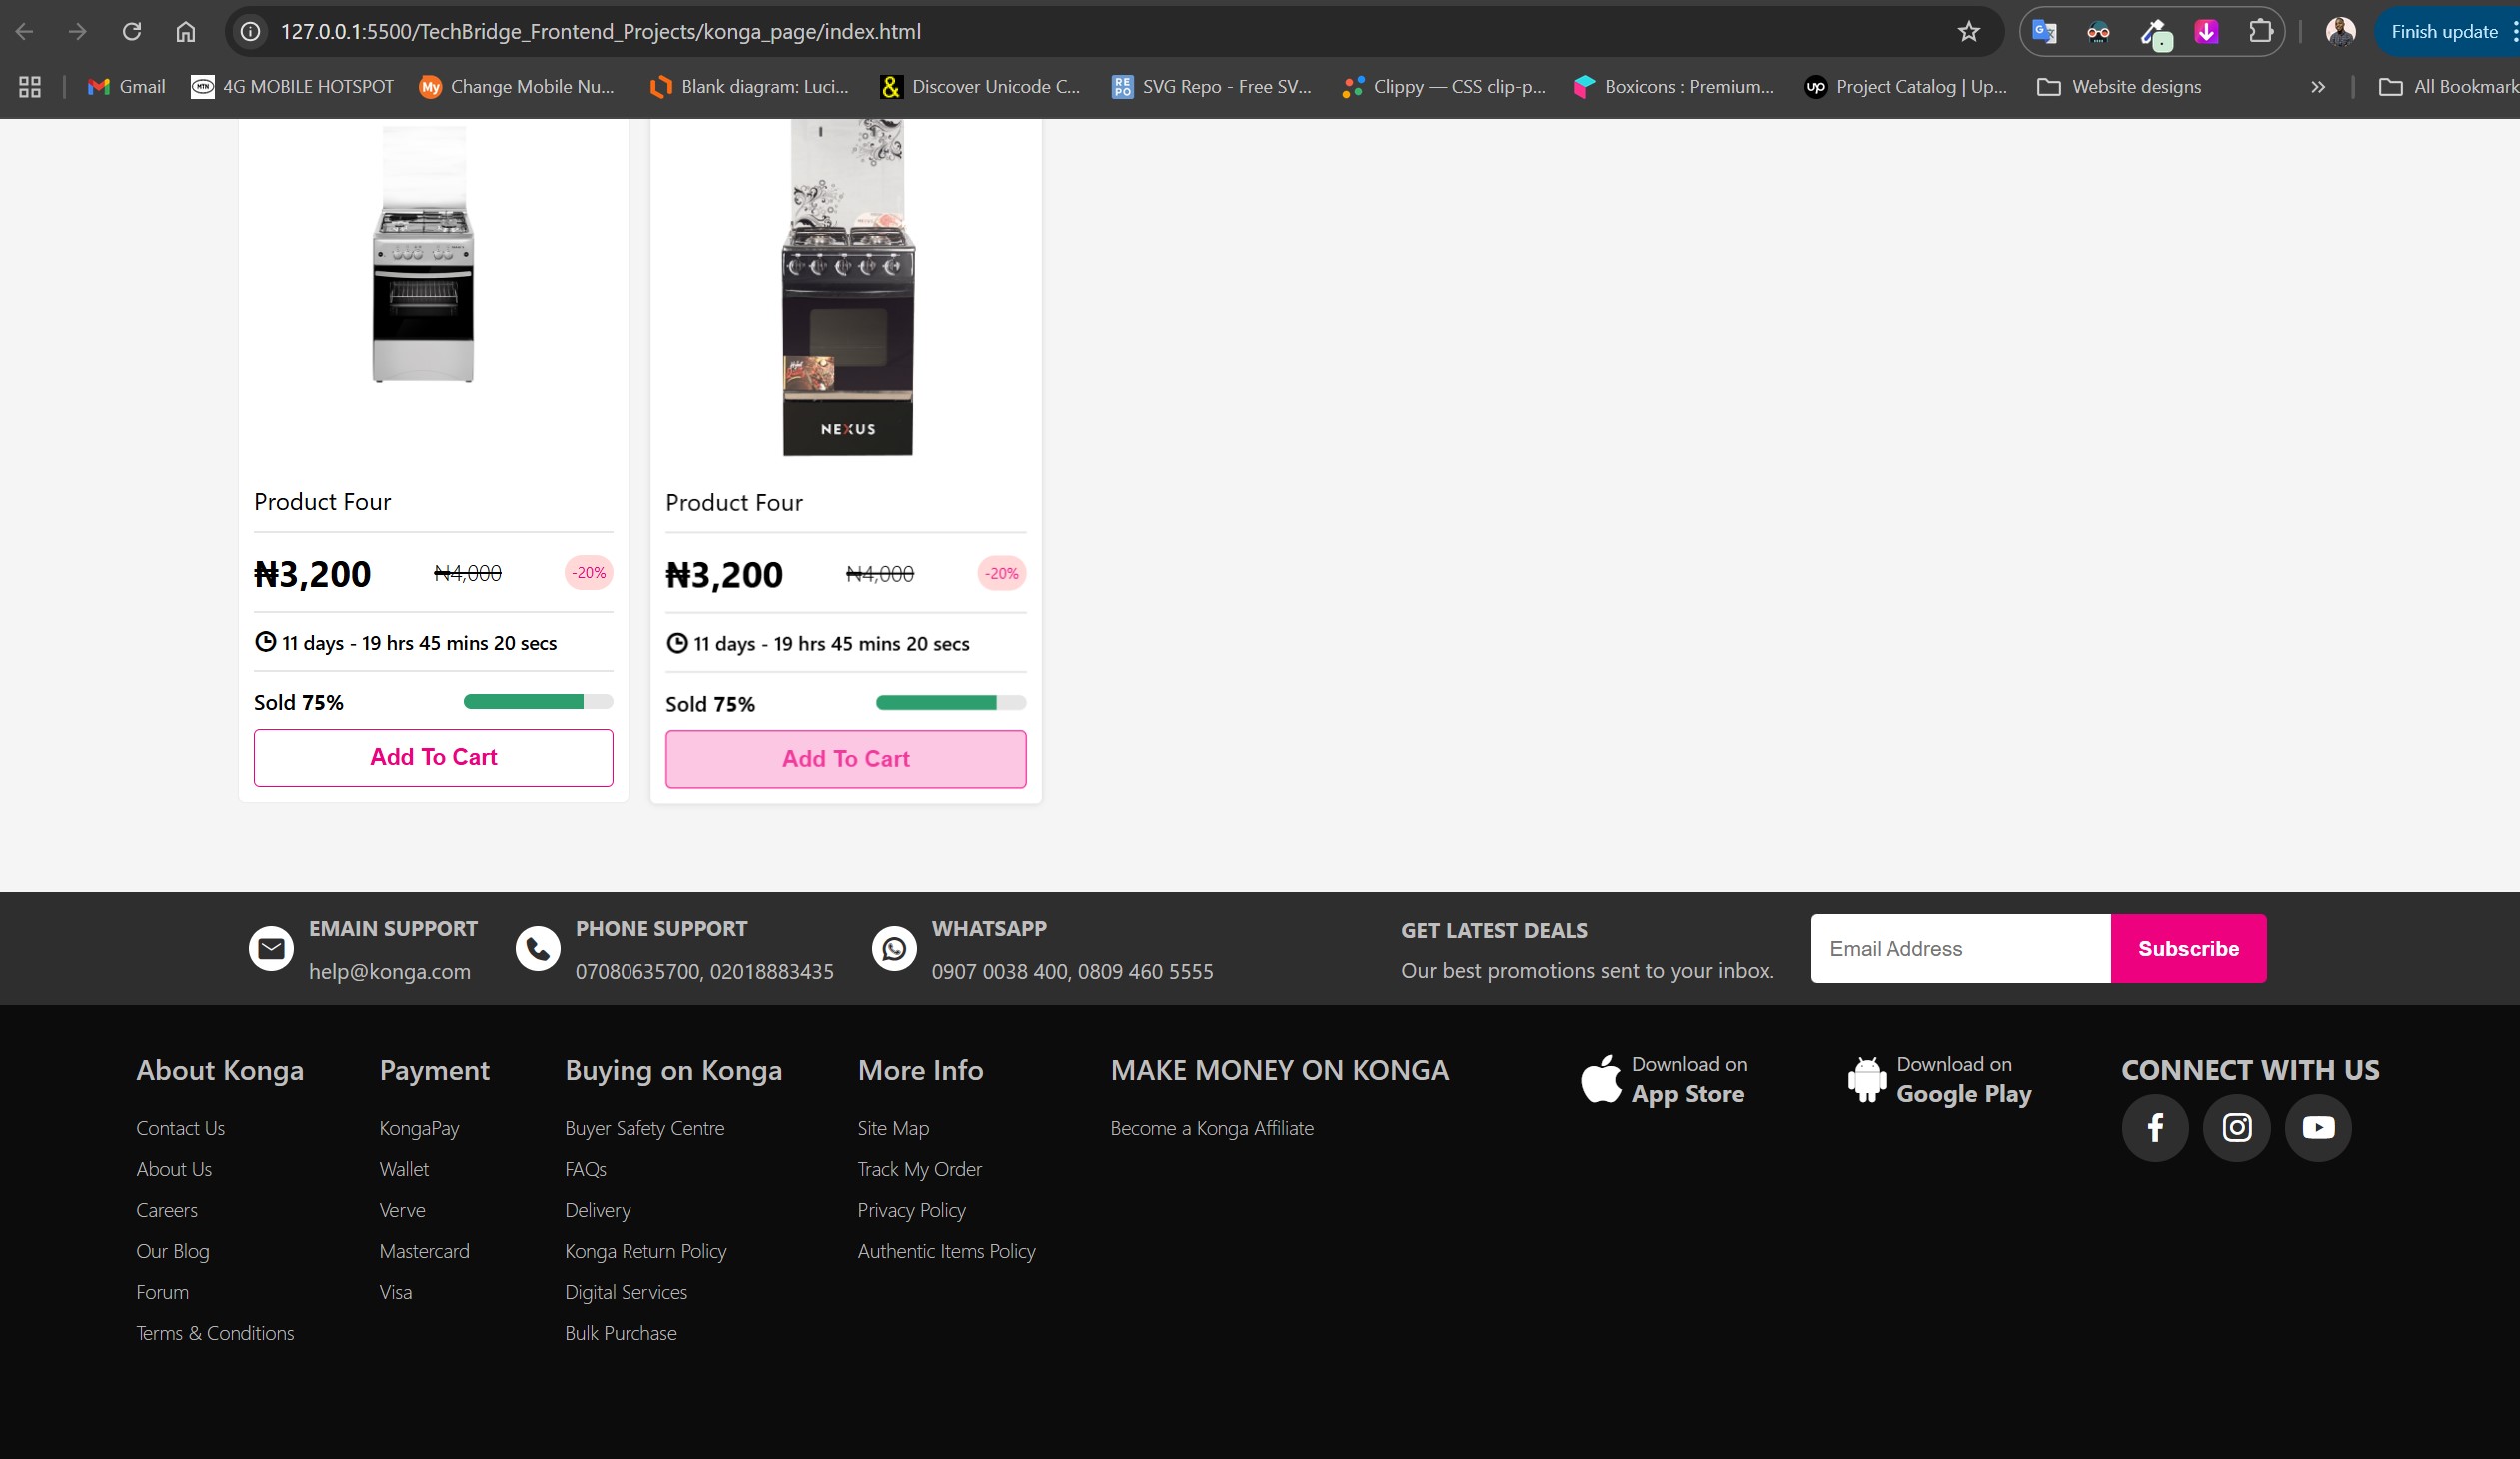 127.0.0.1:5500/TechBridge_Frontend_Projects/konga_page/index.html
Finish update
Gmail
MTN
4G MOBILE HOTSPOT
My
Change Mobile Nu...
Blank diagram: Luci...
&
Discover Unicode C...
RE
PO
SVG Repo - Free SV...
Clippy — CSS clip-p...
Boxicons : Premium...
up
Project Catalog | Up...
Website designs
»
All Bookmark
NEXUS
Product Four
₦3,200
₦4,000
-20%
11 days - 19 hrs 45 mins 20 secs
Sold 75%
Add To Cart
Product Four
₦3,200
₦4,000
-20%
11 days - 19 hrs 45 mins 20 secs
Sold 75%
Add To Cart
EMAIN SUPPORT
help@konga.com
PHONE SUPPORT
07080635700, 02018883435
WHATSAPP
0907 0038 400, 0809 460 5555
GET LATEST DEALS
Our best promotions sent to your inbox.
Email Address
Subscribe
About Konga
Contact Us
About Us
Careers
Our Blog
Forum
Terms & Conditions
Payment
KongaPay
Wallet
Verve
Mastercard
Visa
Buying on Konga
Buyer Safety Centre
FAQs
Delivery
Konga Return Policy
Digital Services
Bulk Purchase
More Info
Site Map
Track My Order
Privacy Policy
Authentic Items Policy
MAKE MONEY ON KONGA
Become a Konga Affiliate
Download on
App Store
Download on
Google Play
CONNECT WITH US